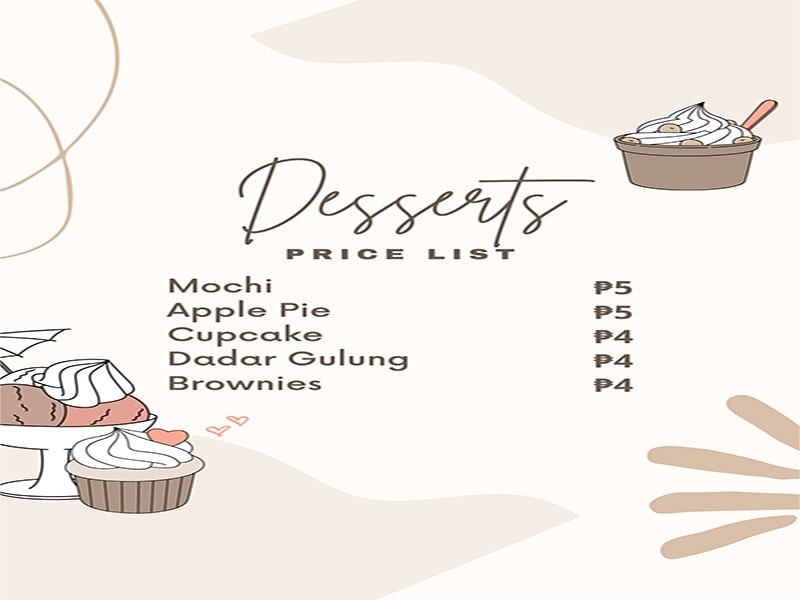 Desserts
PRICE LIST
Mochi ₱5
Apple Pie ₱5
Cupcake ₱4
Dadar Gulung ₱4
Brownies ₱4